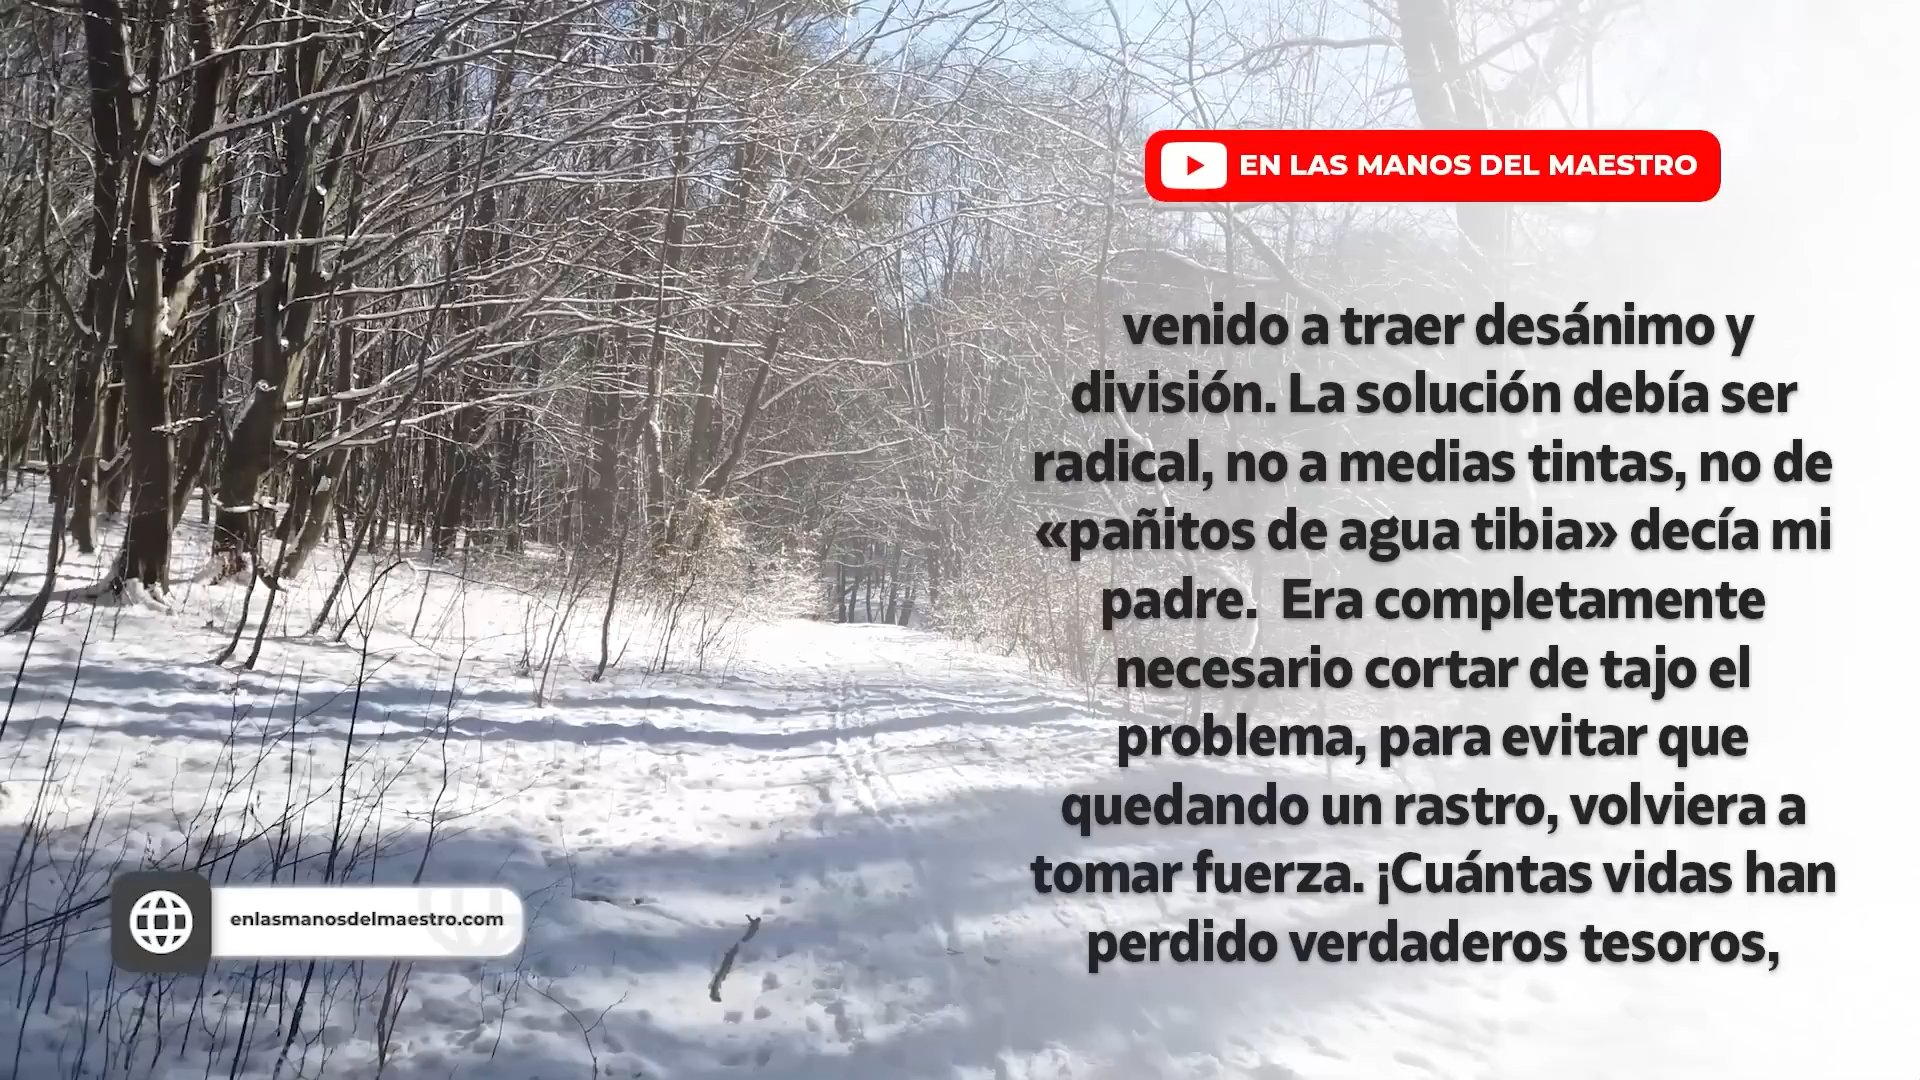 EN LAS MANOS DEL MAESTRO
venido a traer desánimo y
división. La solución debía ser
radical, no a medias tintas, no de
«pañitos de agua tibia» decía mi
padre.  Era completamente
necesario cortar de tajo el
problema, para evitar que
quedando un rastro, volviera a
tomar fuerza. ¡Cuántas vidas han
perdido verdaderos tesoros,
enlasmanosdelmaestro.com